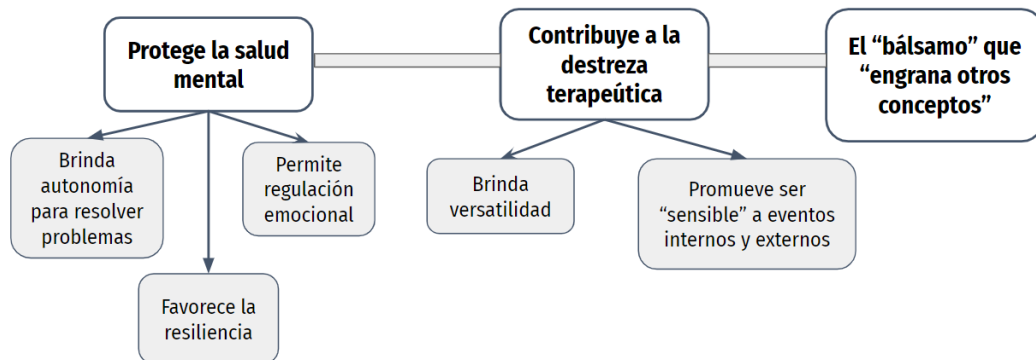 Protege la salud
mental
Contribuye a la
destreza
terapeútica
El “bálsamo” que
“engrana otros
conceptos”
Brinda
autonomía
para resolver
problemas
Favorece la
resiliencia
Permite
regulación
emocional
Brinda
versatilidad
Promueve ser
“sensible” a eventos
internos y externos